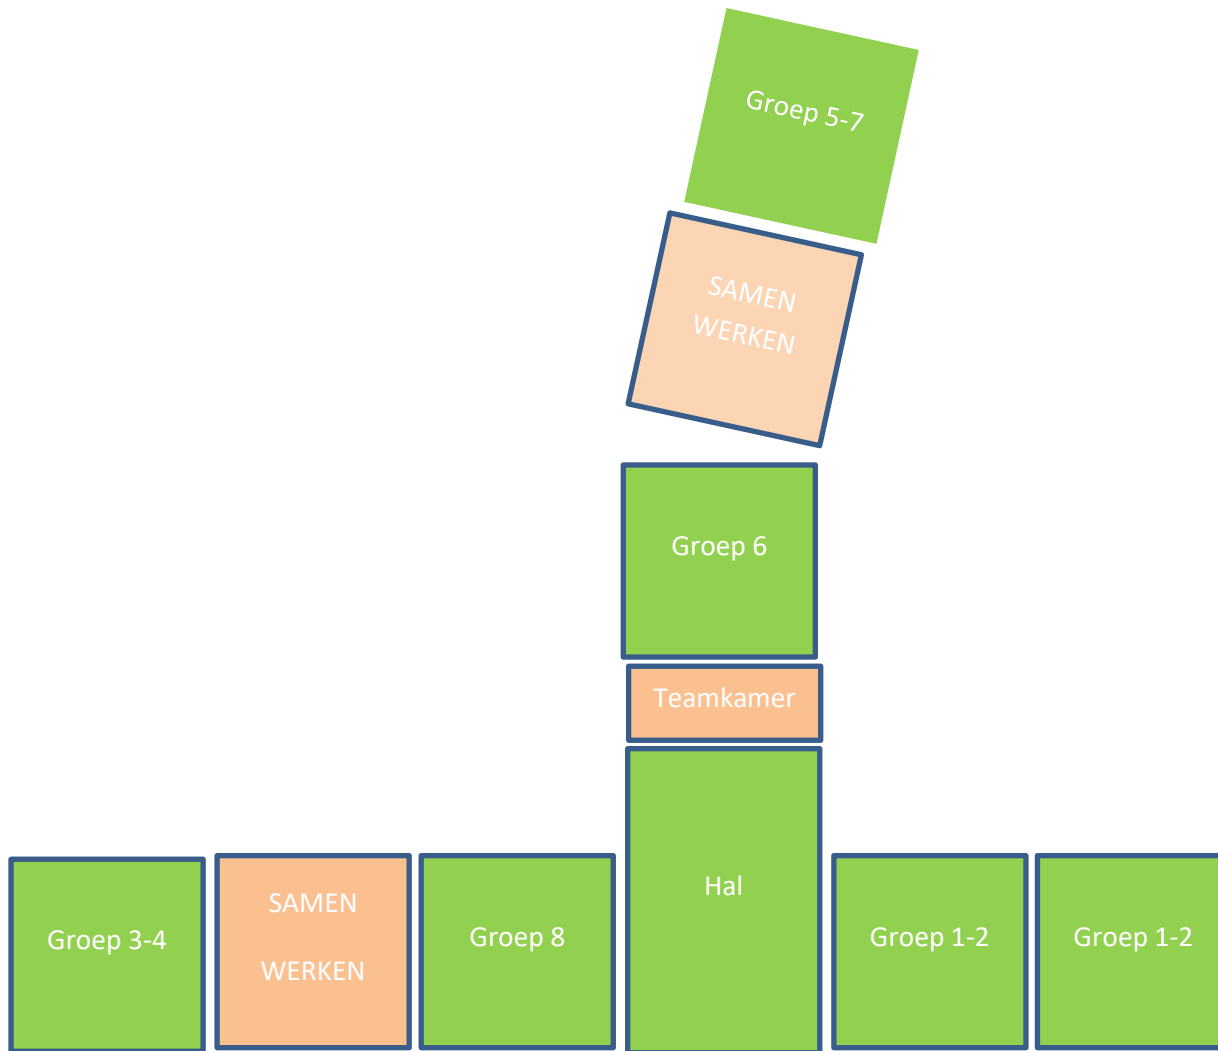 Groep 5-7
SAMEN
WERKEN
Groep 6
Teamkamer
Hal
Groep 3-4
SAMEN
WERKEN
Groep 8
Groep 1-2
Groep 1-2